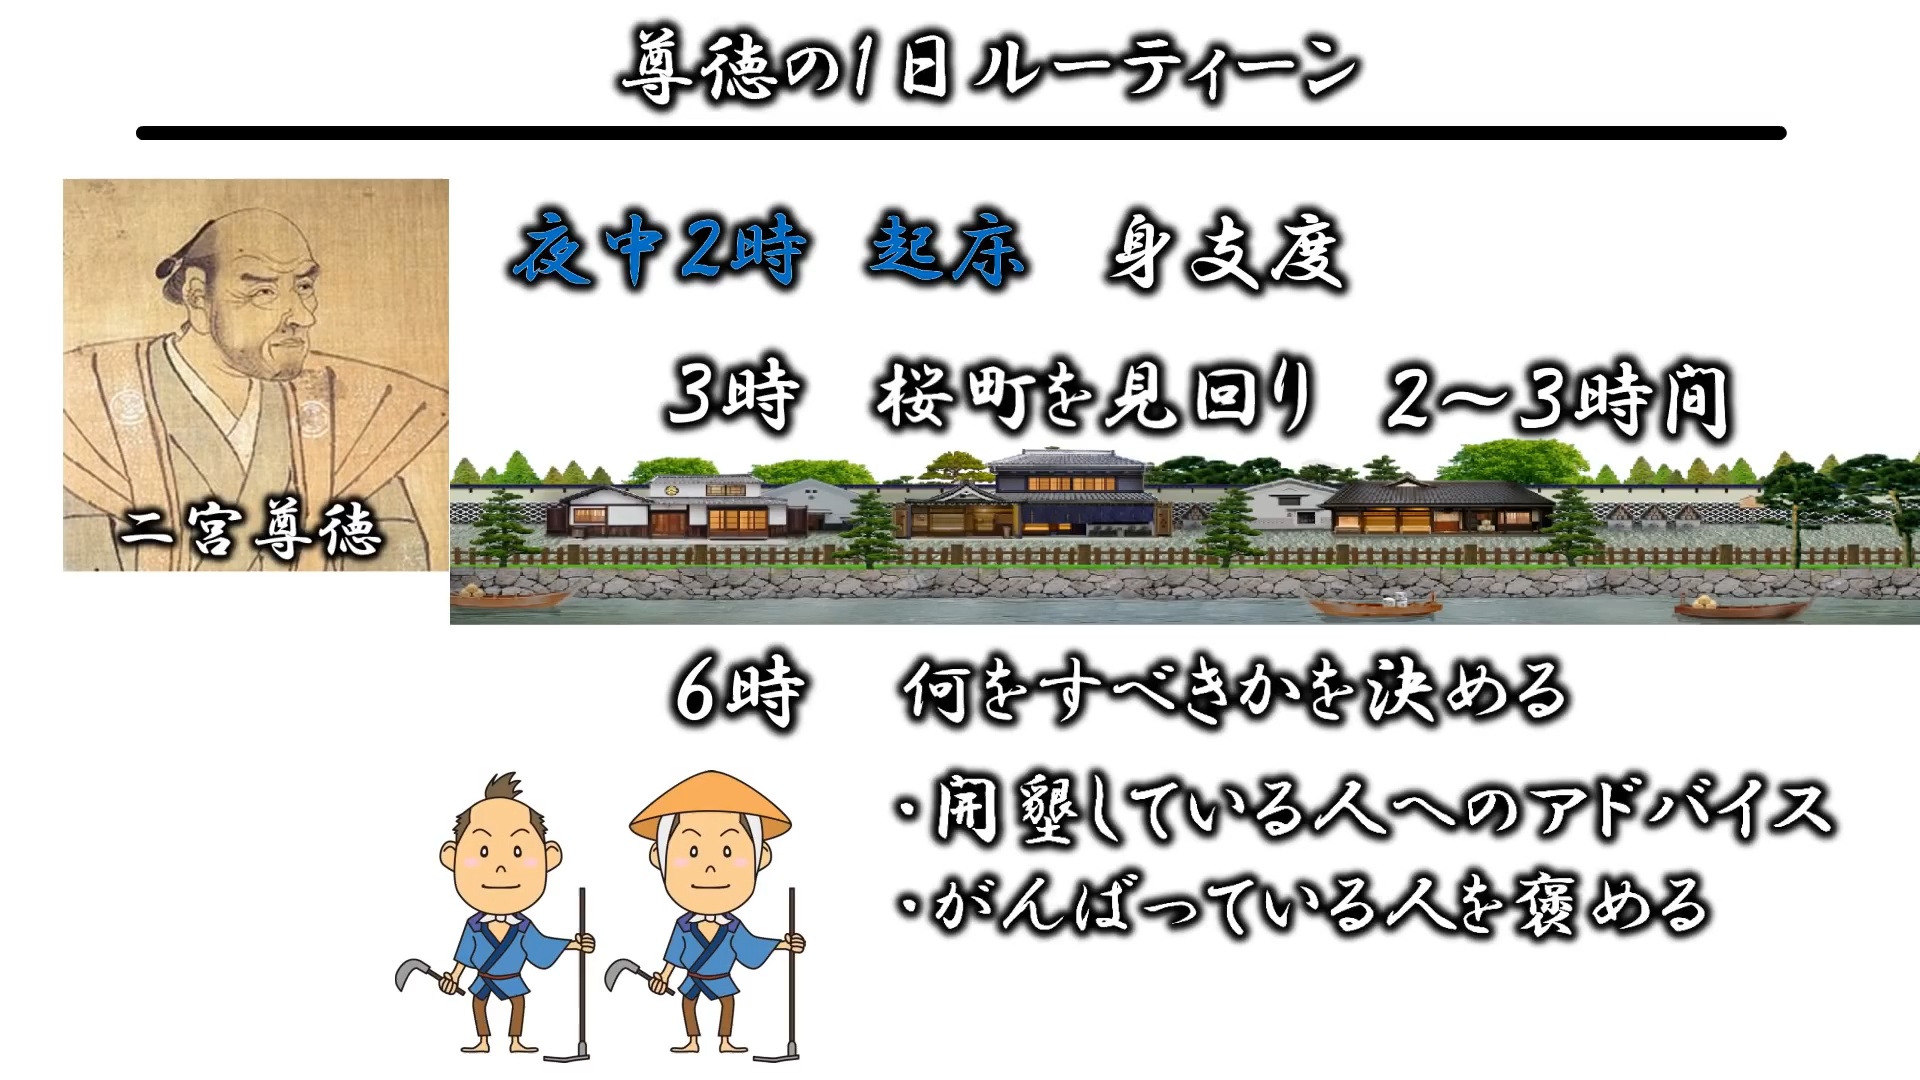 尊徳の1日ルーティーン
夜中2時 起床 身支度
3時 桜町を見回り 2～3時間
二宮尊徳
6時 何をすべきかを決める
・開墾している人へのアドバイス
・がんばっている人を褒める